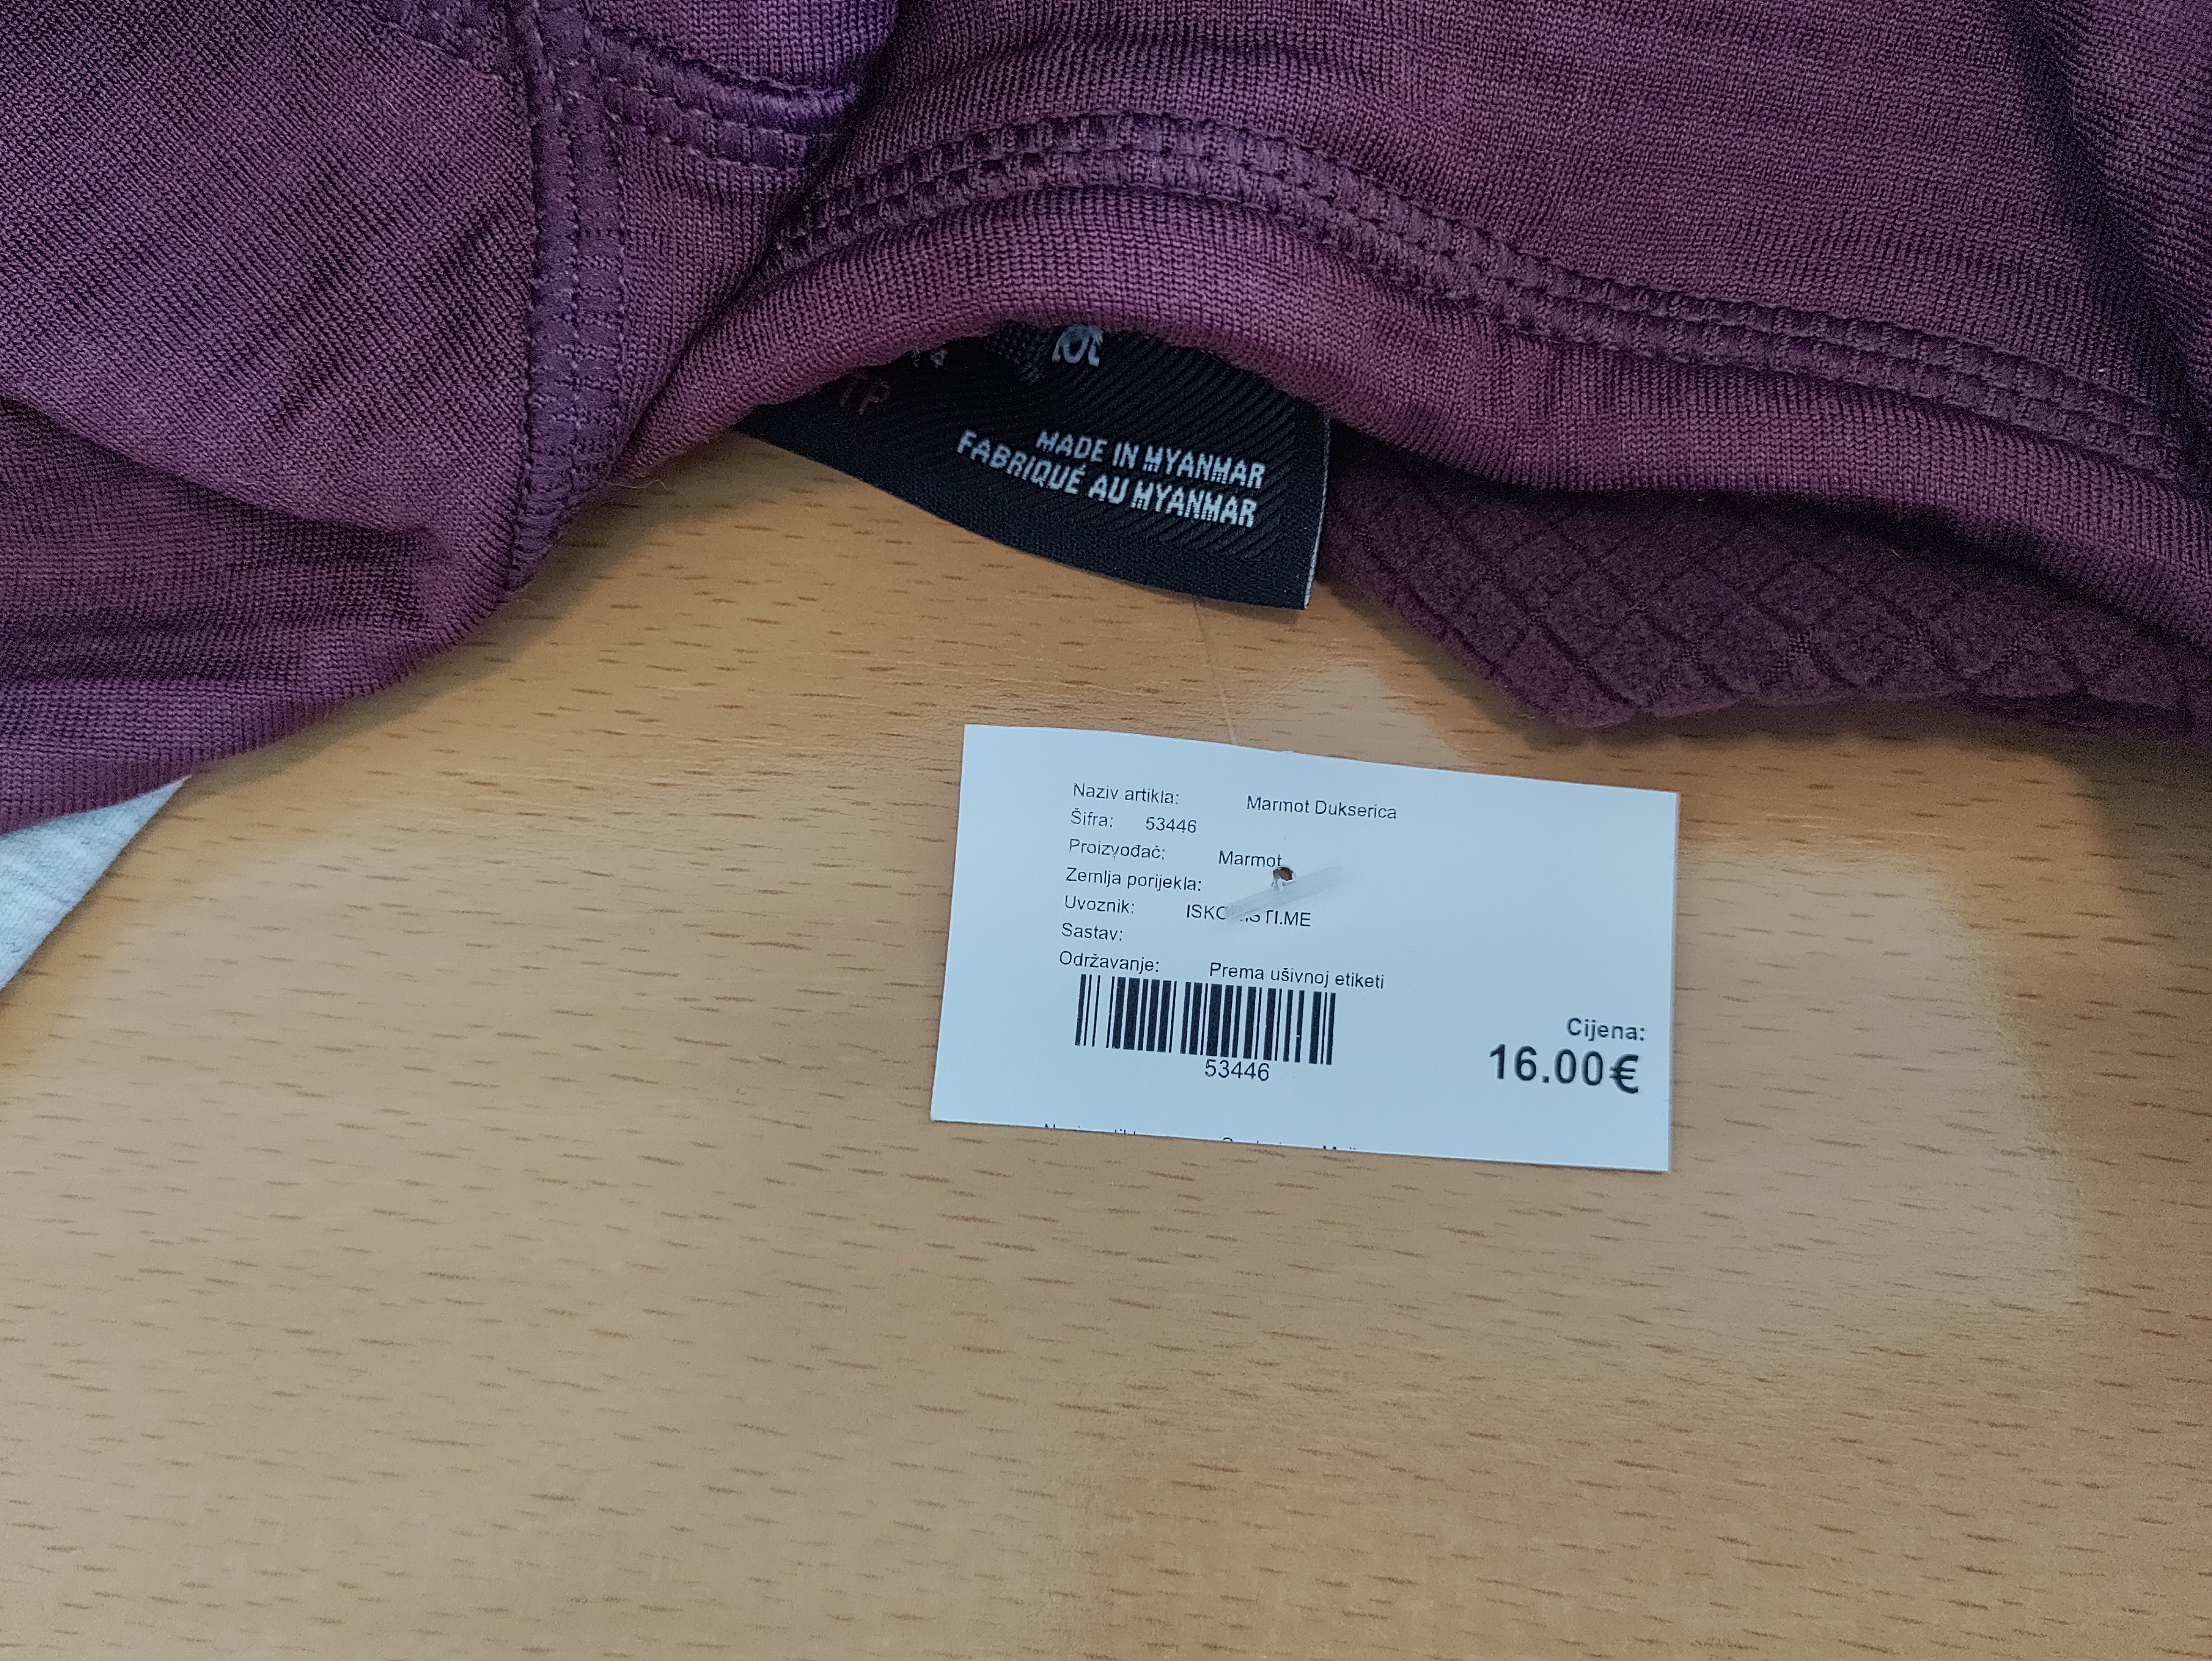 MADE IN MYANMAR
FABRIQUÉ AU MYANMAR
Naziv artikla: Marmot Dukserica
Šifra: 53446
Proizvođač: Marmot
Zemlja porijekla:
Uvoznik:
Sastav:
Održavanje: Prema ušivnoj etiketi
53446
Cijena:
16.00€